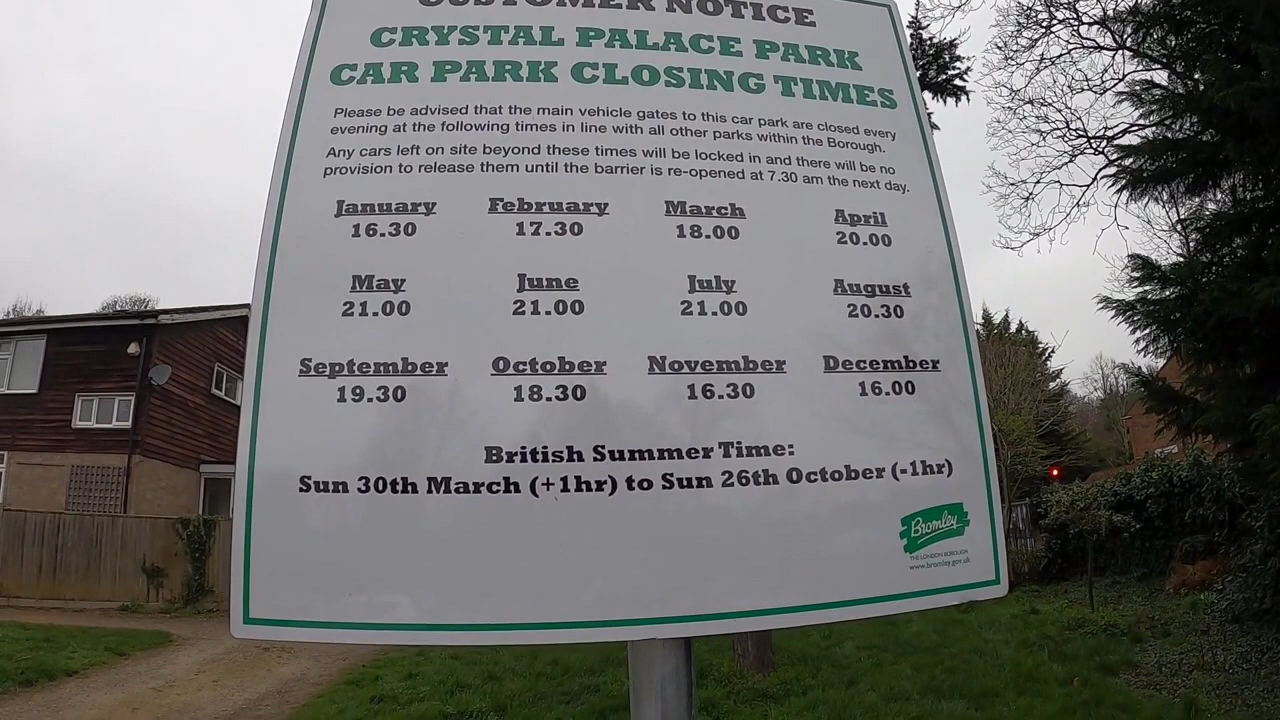 CUSTOMER NOTICE
CRYSTAL PALACE PARK
CAR PARK CLOSING TIMES
Please be advised that the main vehicle gates to this car park are closed every
evening at the following times in line with all other parks within the Borough.
Any cars left on site beyond these times will be locked in and there will be no
provision to release them until the barrier is re-opened at 7.30 am the next day.
January February March April
16.30 17.30 18.00 20.00
May June July August
21.00 21.00 21.00 20.30
September October November December
19.30 18.30 16.30 16.00
British Summer Time:
Sun 30th March (+1hr) to Sun 26th October (-1hr)
Bromley
THE LONDON BOROUGH
www.bromley.gov.uk